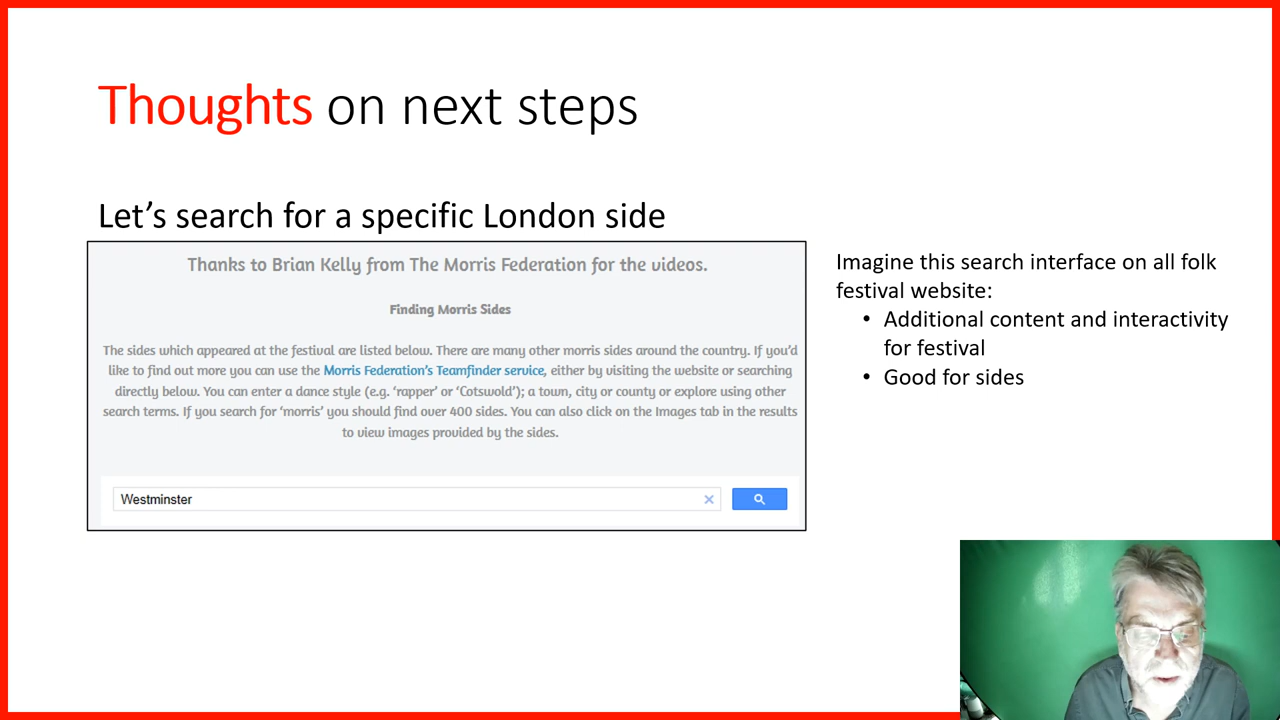 Thoughts on next steps
Let's search for a specific London side
Thanks to Brian Kelly from The Morris Federation for the videos.
Finding Morris Sides
The sides which appeared at the festival are listed below. There are many other morris sides around the country. If you'd
like to find out more you can use the Morris Federation's Teamfinder service, either by visiting the website or searching
directly below. You can enter a dance style (e.g. 'rapper' or 'Cotswold'); a town, city or county or explore using other
search terms. If you search for 'morris' you should find over 400 sides. You can also click on the Images tab in the results
to view images provided by the sides.
Westminster
Imagine this search interface on all folk
festival website:
• Additional content and interactivity
for festival
• Good for sides